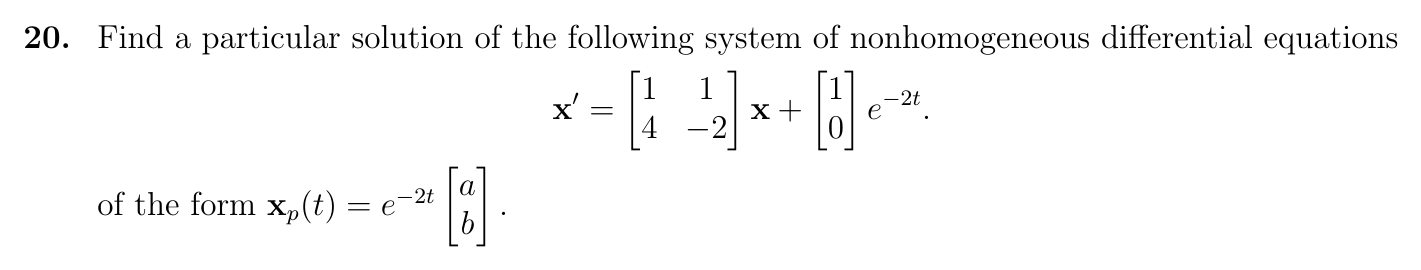 20. Find a particular solution of the following system of nonhomogeneous differential equations
x′ = [1 1; 4 −2] x + [1; 0] e^{−2t}.
of the form x_p(t) = e^{−2t} [a; b].